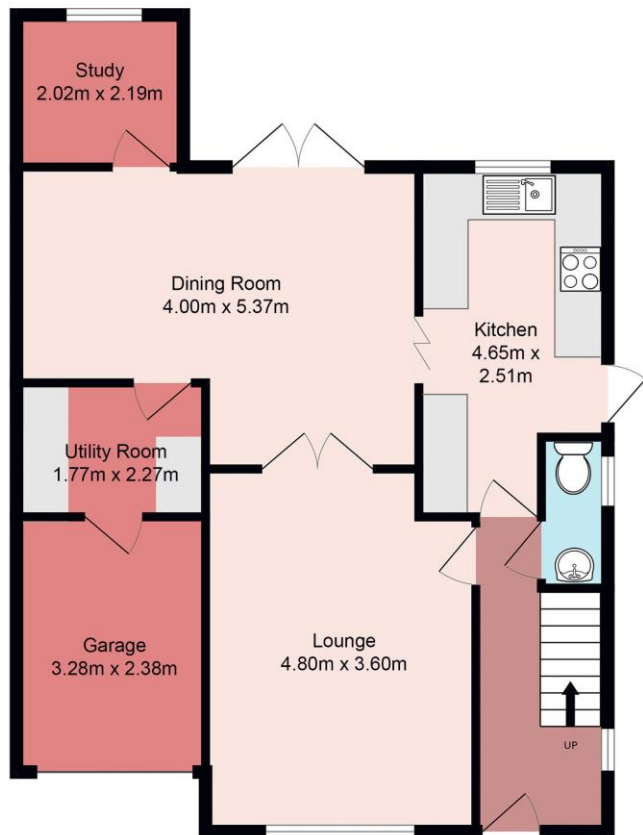 Study
2.02m x 2.19m
Dining Room
4.00m x 5.37m
Kitchen
4.65m x
2.51m
Utility Room
1.77m x 2.27m
Garage
3.28m x 2.38m
Lounge
4.80m x 3.60m
UP